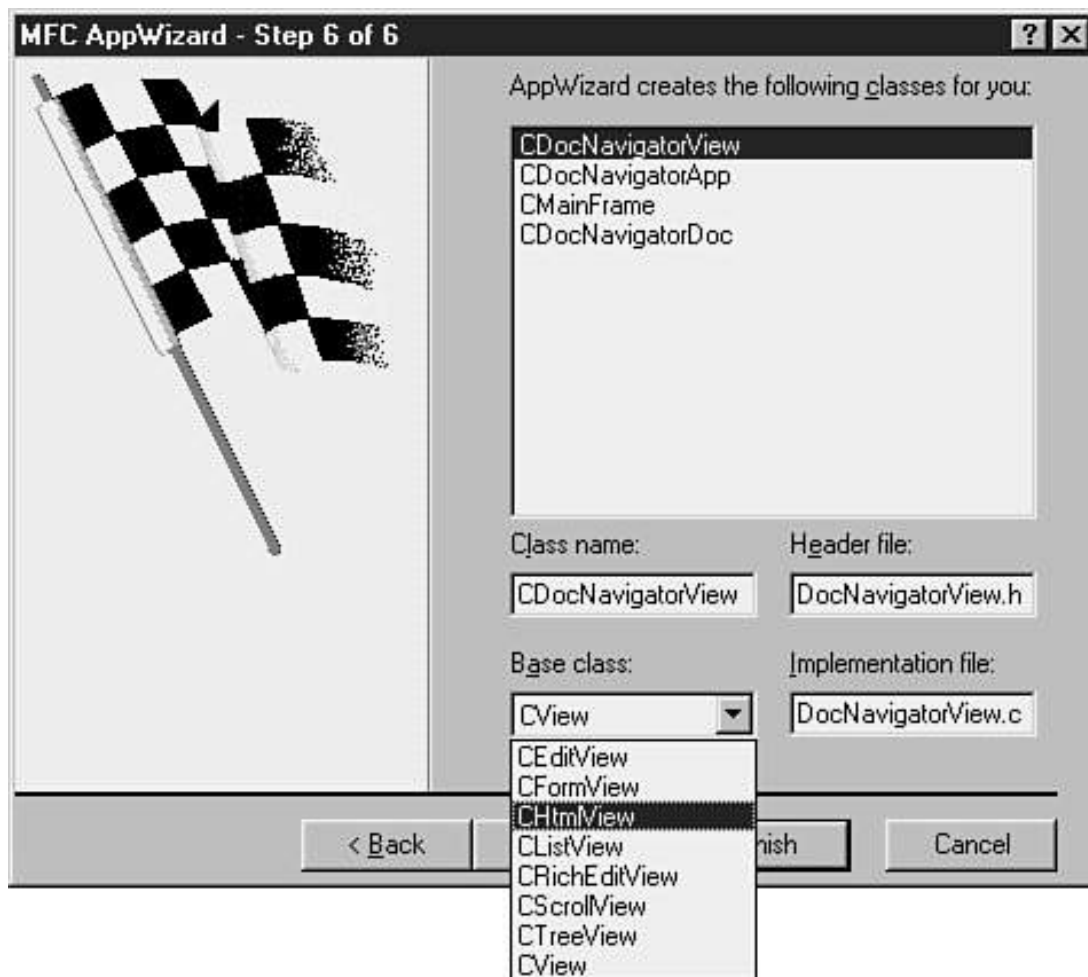 MFC AppWizard - Step 6 of 6
AppWizard creates the following classes for you:
CDocNavigatorView
CDocNavigatorApp
CMainFrame
CDocNavigatorDoc
Class name:
Header file:
CDocNavigatorView
DocNavigatorView.h
Base class:
Implementation file:
CView
DocNavigatorView.c
CEditView
CFormView
CHtmlView
CListView
CRichEditView
CScrollView
CTreeView
CView
< Back
nish
Cancel